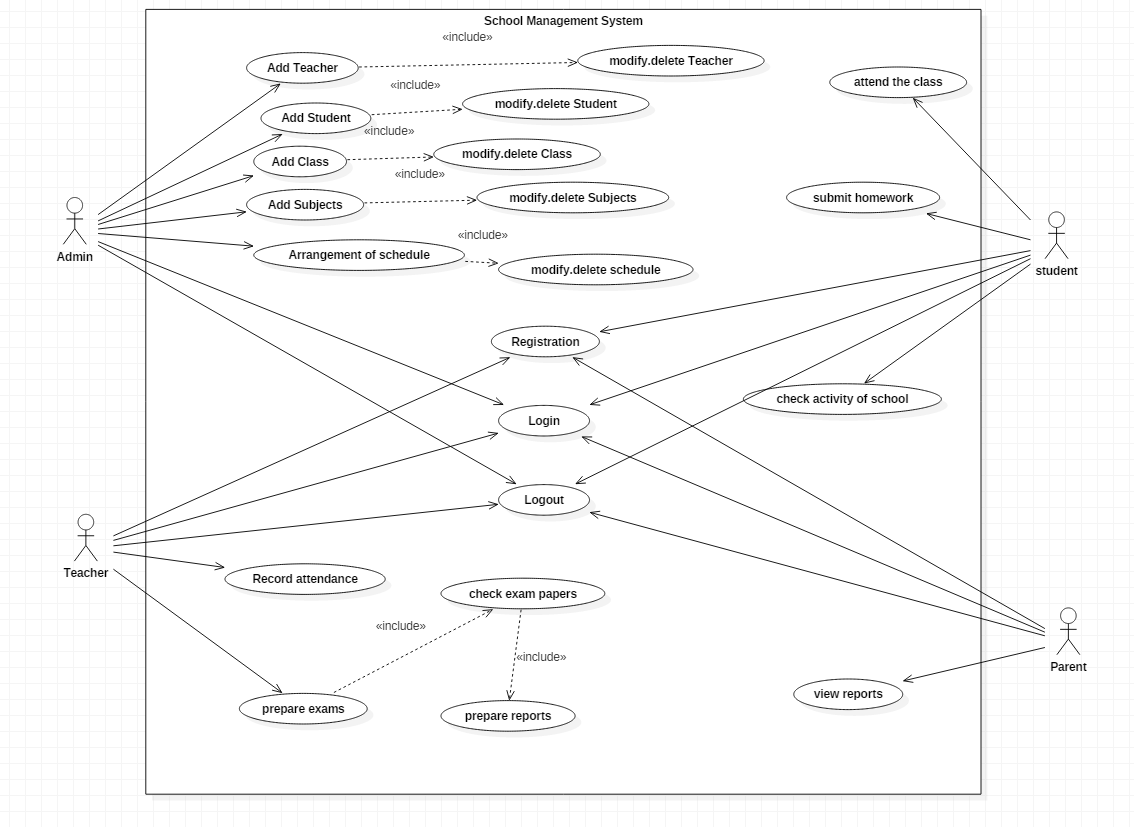 School Management System
«include»
Add Teacher
modify.delete Teacher
attend the class
«include»
Add Student
modify.delete Student
«include»
Add Class
modify.delete Class
«include»
Add Subjects
modify.delete Subjects
submit homework
«include»
Arrangement of schedule
modify.delete schedule
Admin
student
Registration
check activity of school
Login
Logout
Teacher
Record attendance
check exam papers
«include»
«include»
Parent
view reports
prepare exams
prepare reports